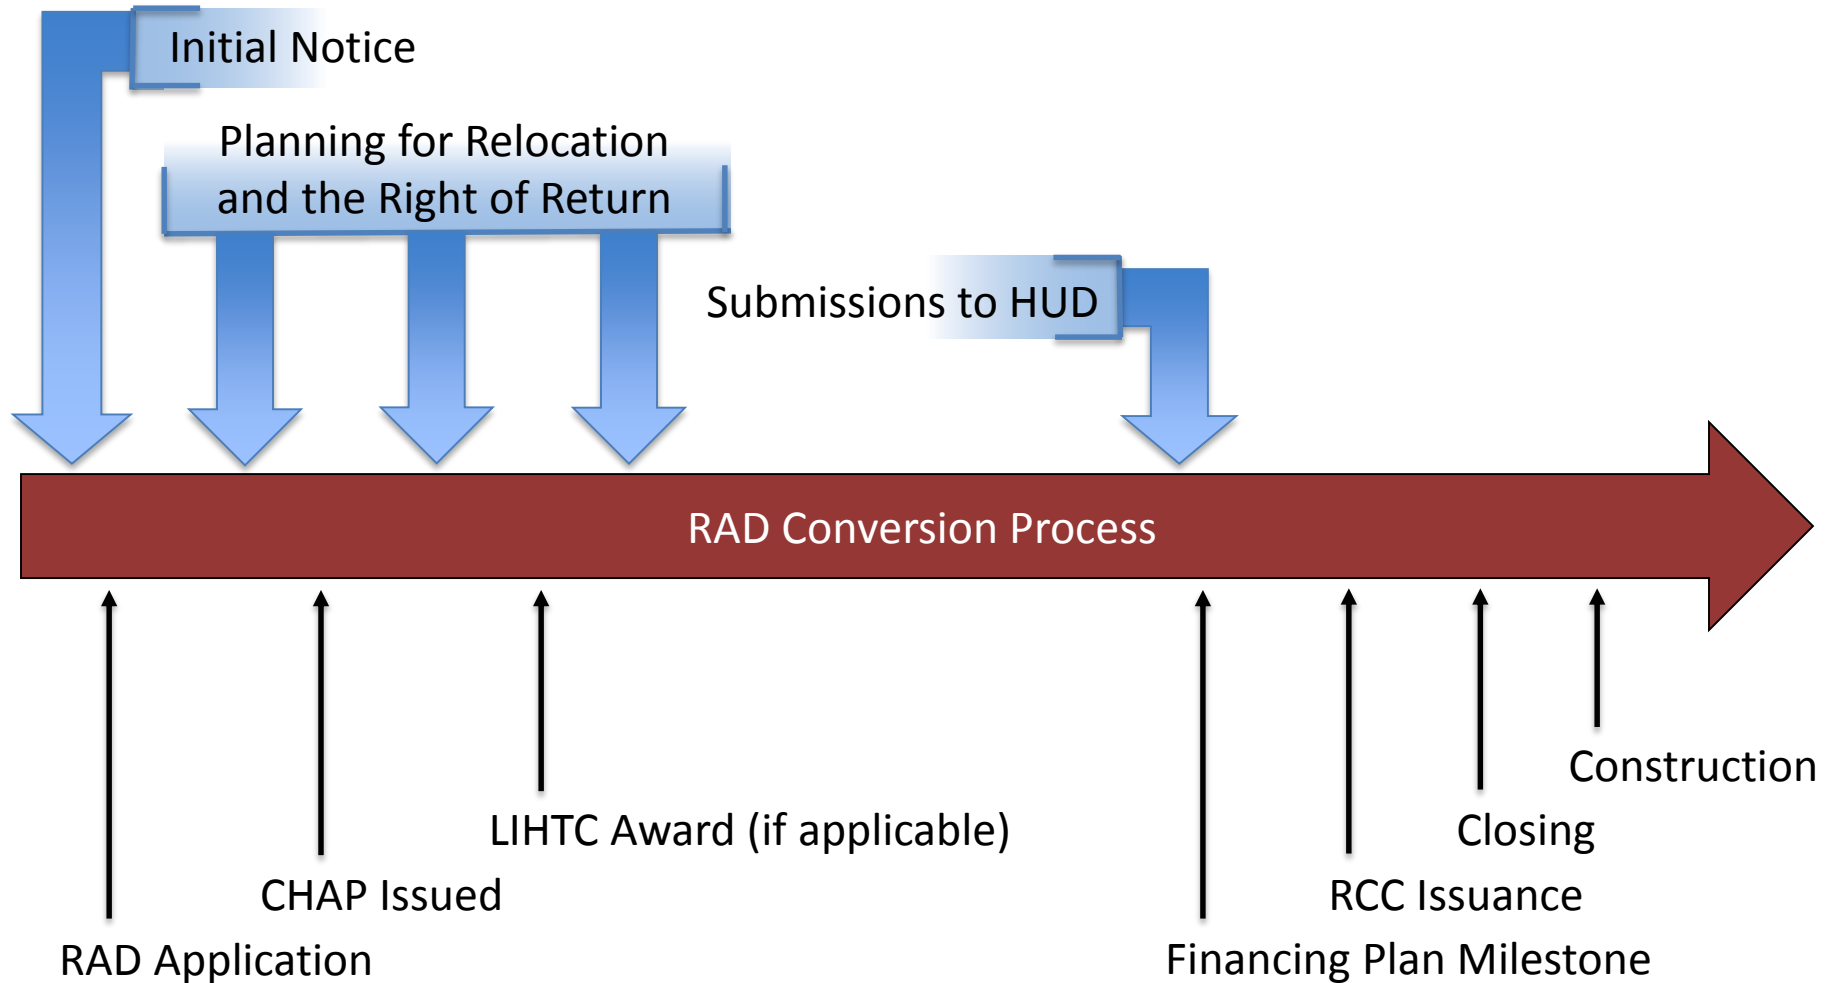 Initial Notice
Planning for Relocation
and the Right of Return
Submissions to HUD
RAD Conversion Process
Construction
LIHTC Award (if applicable)
Closing
CHAP Issued
RCC Issuance
RAD Application
Financing Plan Milestone